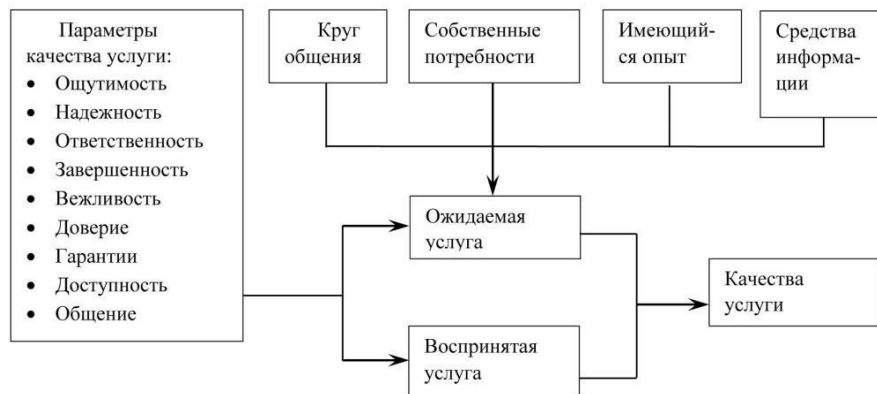 Параметры
качества услуги:
• Ощутимость
• Надежность
• Ответственность
• Завершенность
• Вежливость
• Доверие
• Гарантии
• Доступность
• Общение
Круг
общения
Собственные
потребности
Имеющий-
ся опыт
Средства
информа-
ции
Ожидаемая
услуга
Воспринятая
услуга
Качества
услуги